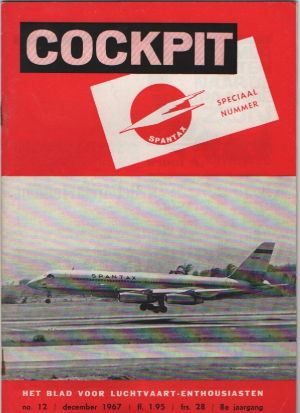 COCKPIT
SPECIAAL
NUMMER
SPANTAX
SPANTAX
HET BLAD VOOR LUCHTVAART-ENTHOUSIASTEN
no. 12 | december 1967 | fl. 1.95 | frs. 28 | 8e jaargang